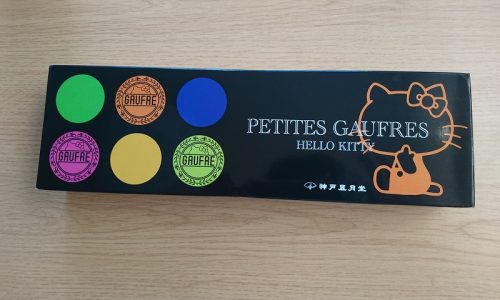 GAUFRE
GAUFRE
GAUFRE
PETITES GAUFRES
HELLO KITTY
神戸風月堂